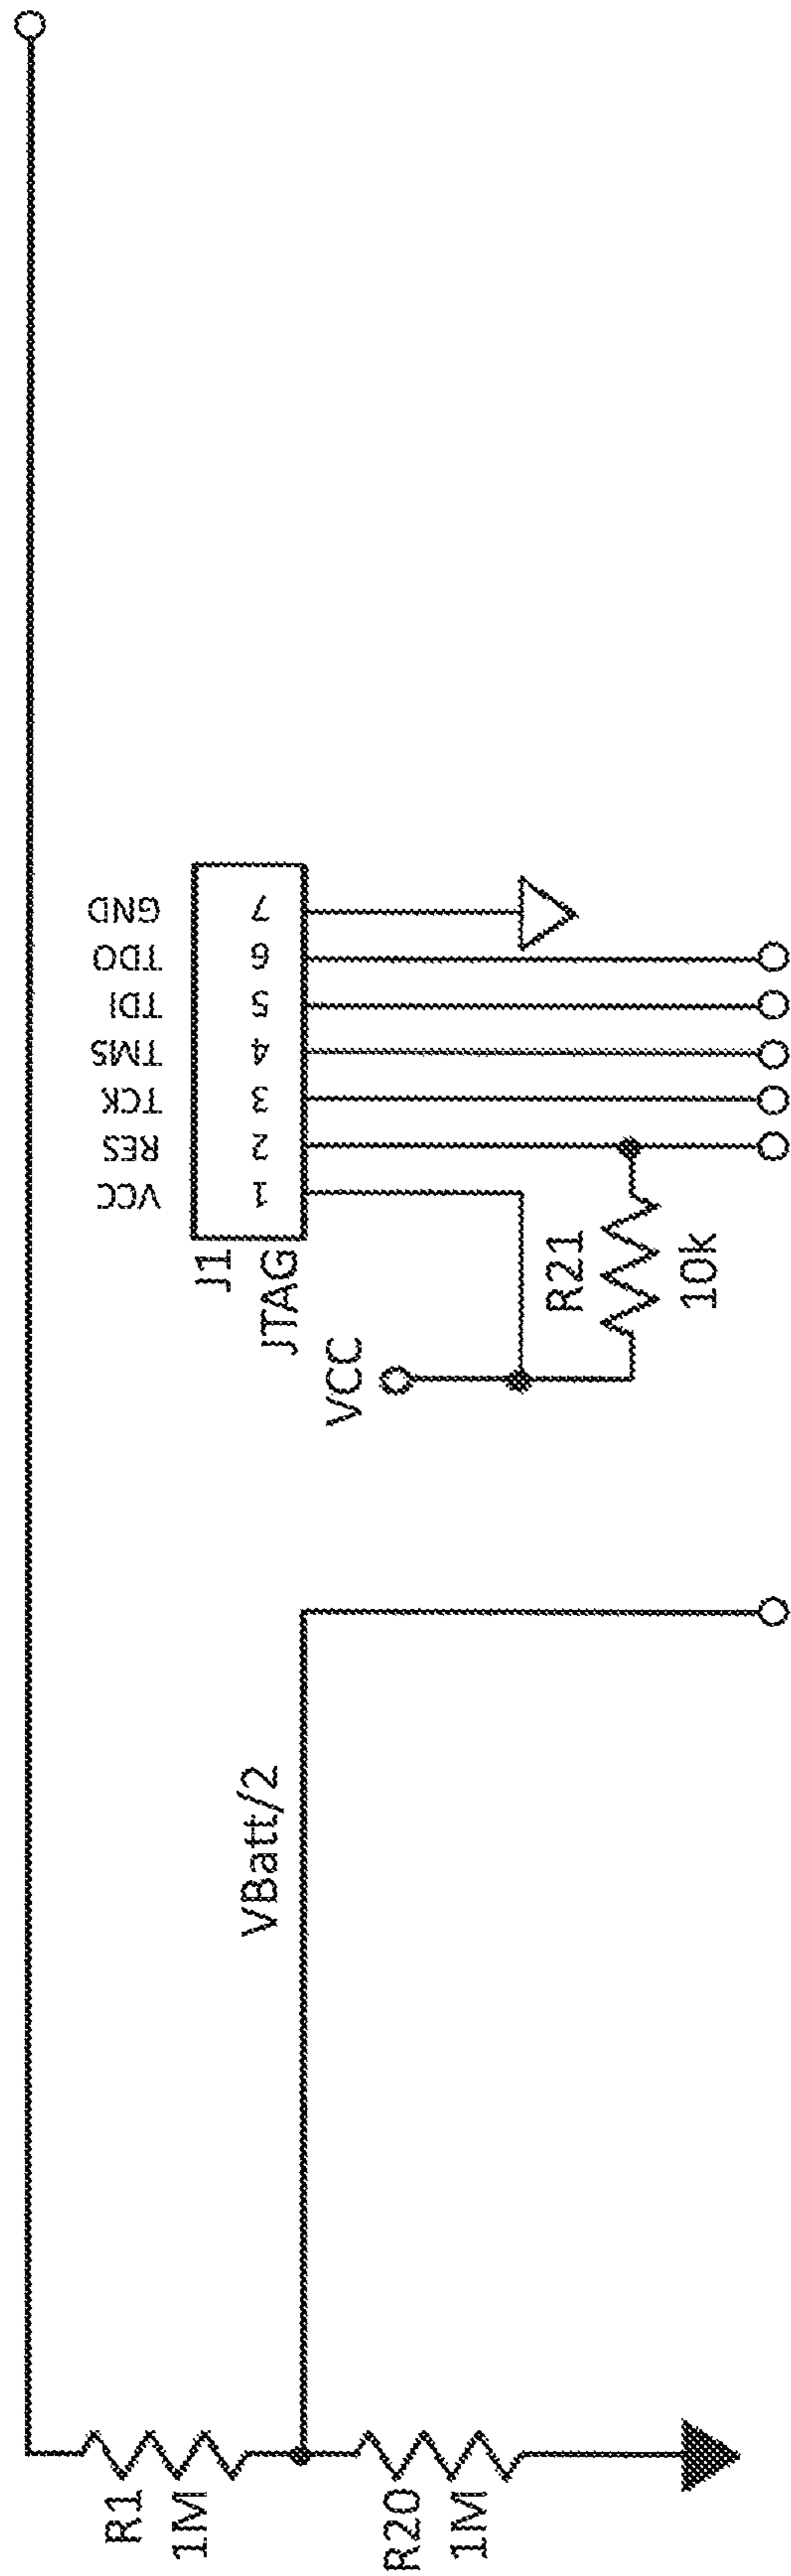 R1
1M
R20
1M
VBatt/2
VCC
R21
10k
J1
JTAG
VCC 1
RES 2
TCK 3
TMS 4
TDI 5
TDO 6
GND 7